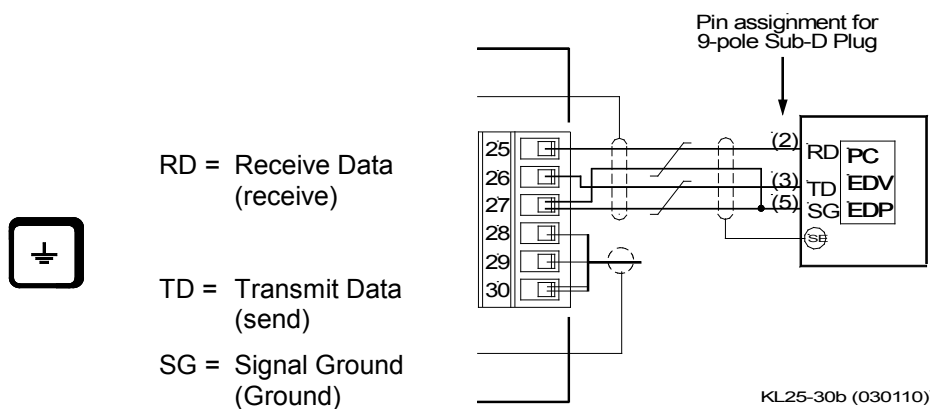 Pin assignment for
9-pole Sub-D Plug
RD = Receive Data
(receive)
TD = Transmit Data
(send)
SG = Signal Ground
(Ground)
25
26
27
28
29
30
(2)
(3)
(5)
RD
TD
SG
SE
PC
EDV
EDP
KL25-30b (030110)